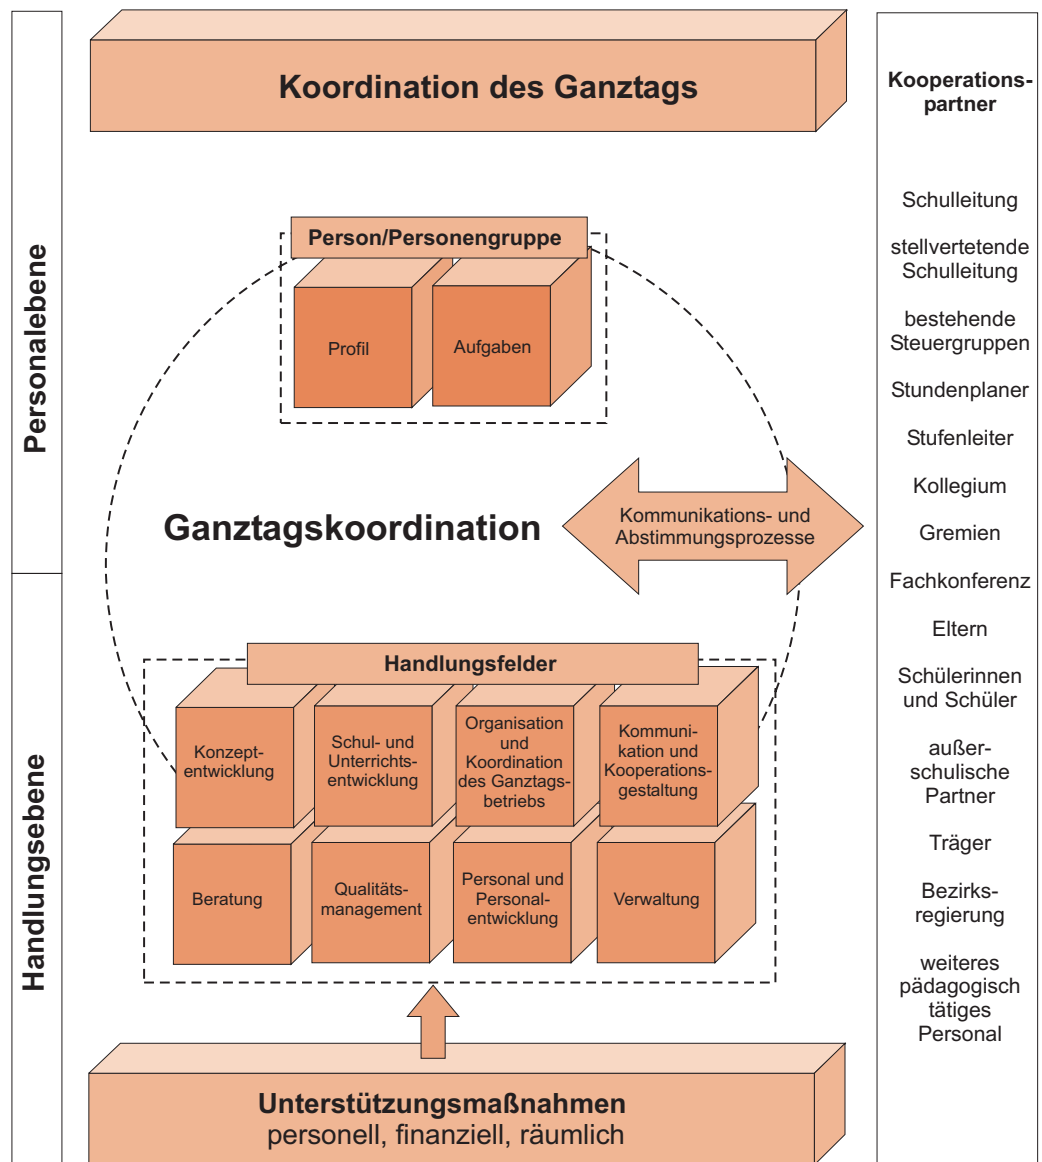 Koordination des Ganztags
Personalebene
Person/Personengruppe
Profil
Aufgaben
Ganztagskoordination
Kommunikations- und
Abstimmungsprozesse
Handlungsebene
Handlungsfelder
Konzept-
entwicklung
Schul- und
Unterrichts-
entwicklung
Organisation
und
Koordination
des Ganztags-
betriebs
Kommuni-
kation und
Kooperations-
gestaltung
Beratung
Qualitäts-
management
Personal und
Personal-
entwicklung
Verwaltung
Unterstützungsmaßnahmen
personell, finanziell, räumlich
Kooperations-
partner
Schulleitung
stellvertetende
Schulleitung
bestehende
Steuergruppen
Stundenplaner
Stufenleiter
Kollegium
Gremien
Fachkonferenz
Eltern
Schülerinnen
und Schüler
außer-
schulische
Partner
Träger
Bezirks-
regierung
weiteres
pädagogisch
tätiges
Personal